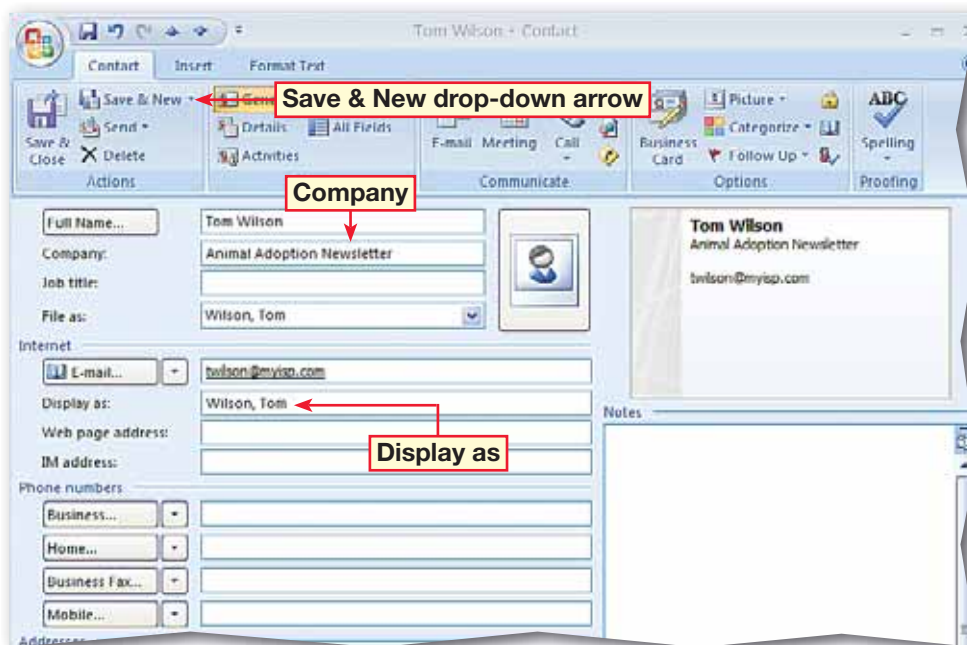 Tom Wilson - Contact
Contact Insert Format Text
Save & Close
Save & New
Send
Delete
Actions
Save & New drop-down arrow
Details
All Fields
Activities
E-mail Meeting Call
Communicate
Business Card
Picture
Categorize
Follow Up
Options
ABC
Spelling
Proofing
Company
Full Name... Tom Wilson
Company: Animal Adoption Newsletter
Job title:
File as: Wilson, Tom
Tom Wilson
Animal Adoption Newsletter
twilson@myisp.com
Internet
E-mail... twilson@myisp.com
Display as: Wilson, Tom
Web page address:
Display as
IM address:
Notes
Phone numbers
Business...
Home...
Business Fax...
Mobile...
Addresses